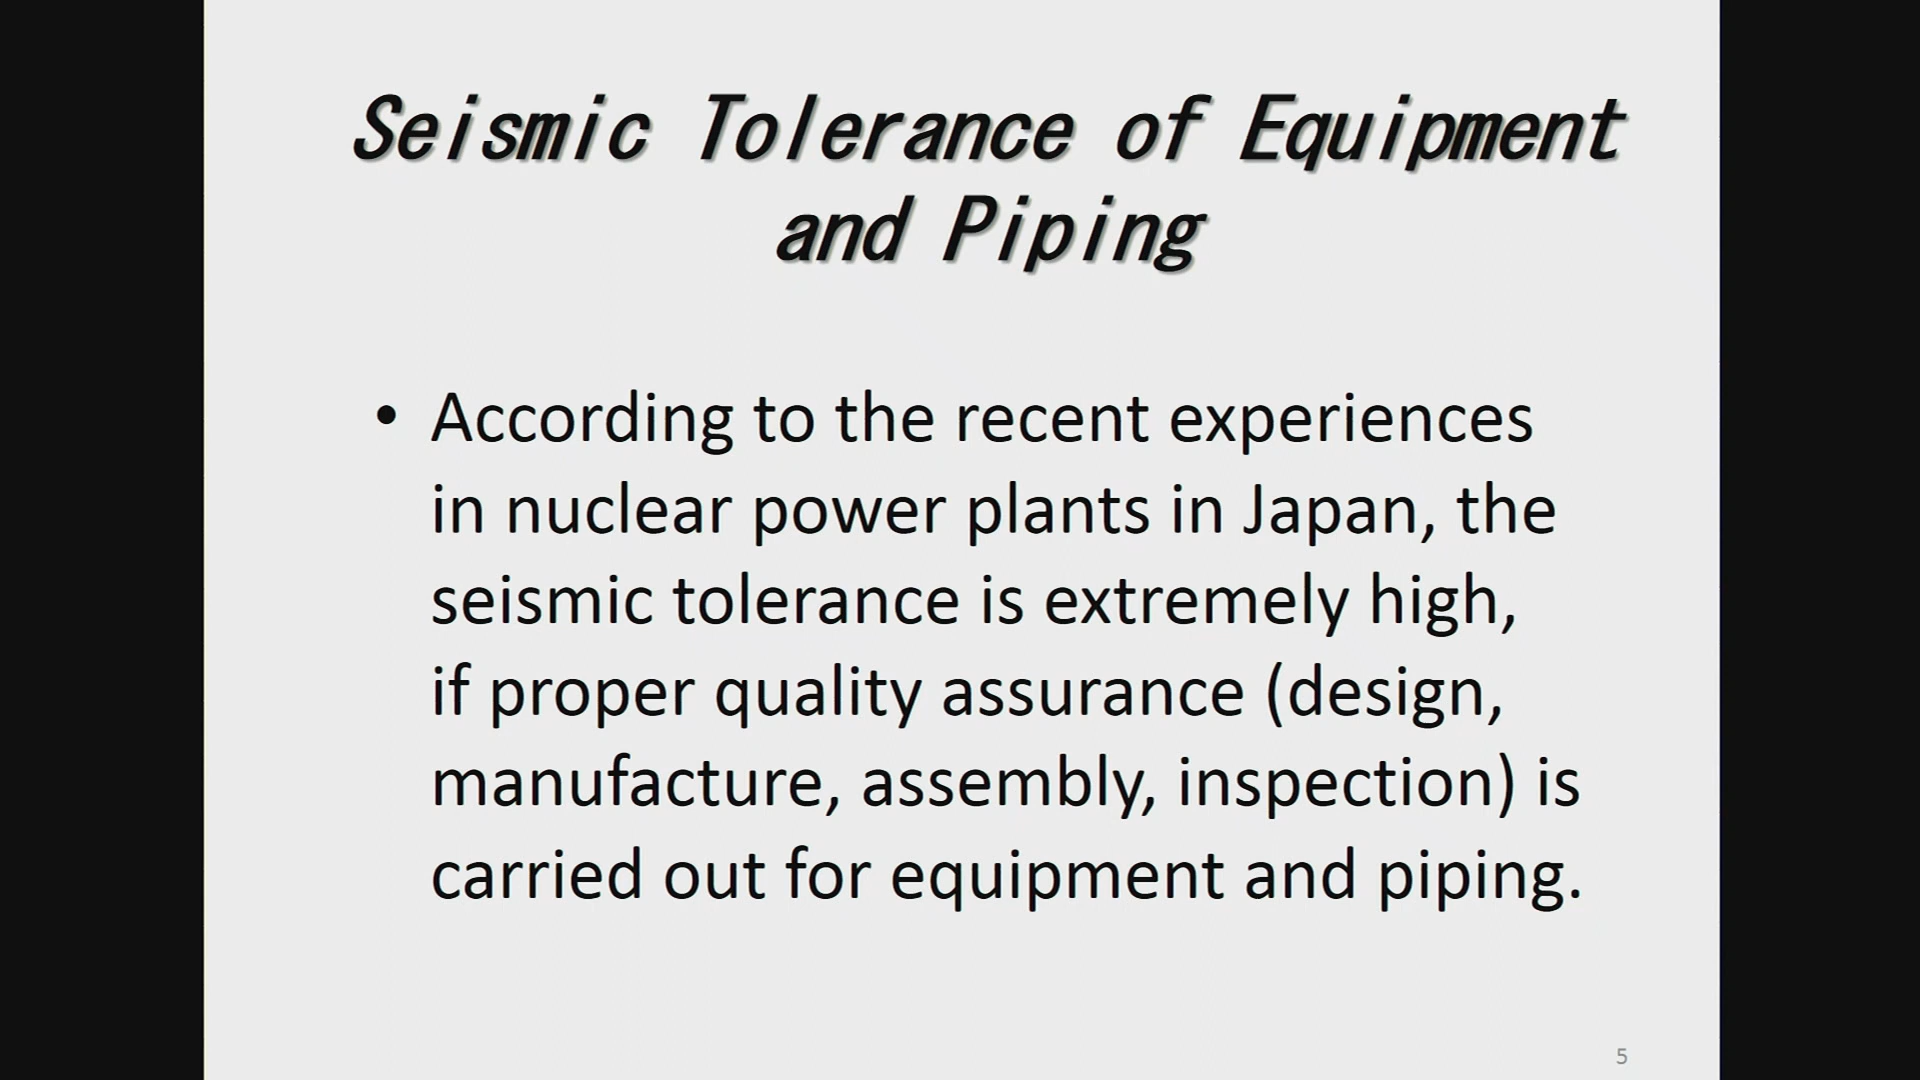 Seismic Tolerance of Equipment
and Piping
• According to the recent experiences
in nuclear power plants in Japan, the
seismic tolerance is extremely high,
if proper quality assurance (design,
manufacture, assembly, inspection) is
carried out for equipment and piping.
5